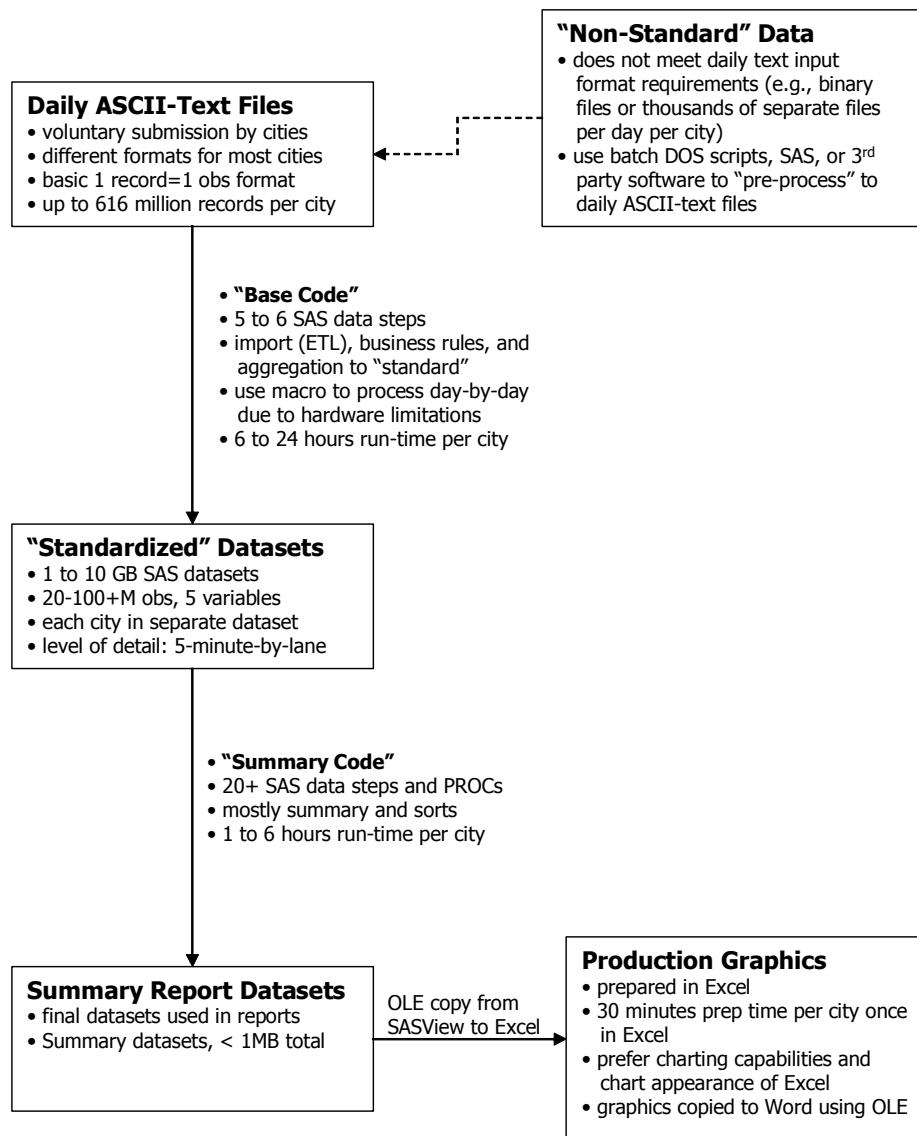 “Non-Standard” Data
• does not meet daily text input
format requirements (e.g., binary
files or thousands of separate files
per day per city)
• use batch DOS scripts, SAS, or 3rd
party software to “pre-process” to
daily ASCII-text files
Daily ASCII-Text Files
• voluntary submission by cities
• different formats for most cities
• basic 1 record=1 obs format
• up to 616 million records per city
• “Base Code”
• 5 to 6 SAS data steps
• import (ETL), business rules, and
aggregation to “standard”
• use macro to process day-by-day
due to hardware limitations
• 6 to 24 hours run-time per city
“Standardized” Datasets
• 1 to 10 GB SAS datasets
• 20-100+M obs, 5 variables
• each city in separate dataset
• level of detail: 5-minute-by-lane
• “Summary Code”
• 20+ SAS data steps and PROCs
• mostly summary and sorts
• 1 to 6 hours run-time per city
Summary Report Datasets
• final datasets used in reports
• Summary datasets, < 1MB total
OLE copy from
SASView to Excel
Production Graphics
• prepared in Excel
• 30 minutes prep time per city once
in Excel
• prefer charting capabilities and
chart appearance of Excel
• graphics copied to Word using OLE